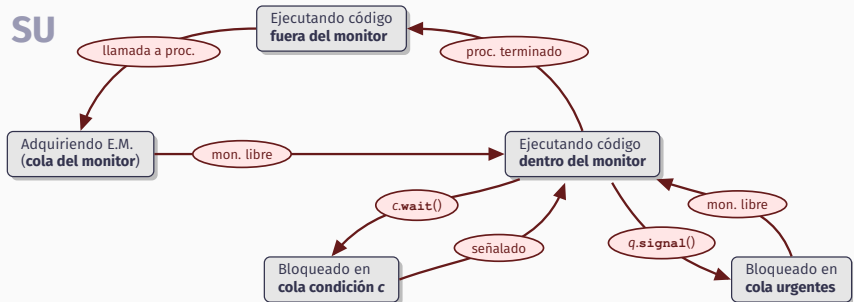 SU
Ejecutando código
fuera del monitor
llamada a proc.
proc. terminado
Adquiriendo E.M.
(cola del monitor)
mon. libre
Ejecutando código
dentro del monitor
c.wait()
señalado
q.signal()
mon. libre
Bloqueado en
cola condición c
Bloqueado en
cola urgentes